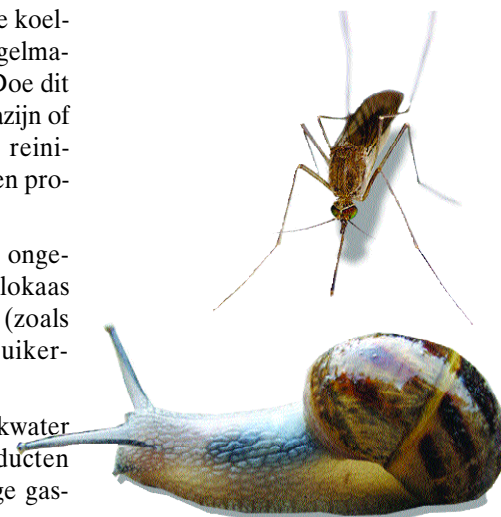 e koel-
gelma-
Doe dit
azijn of
reini-
en pro-
onge-
lokaas
(zoals
uiker-
kwater
ducten
ge gas-